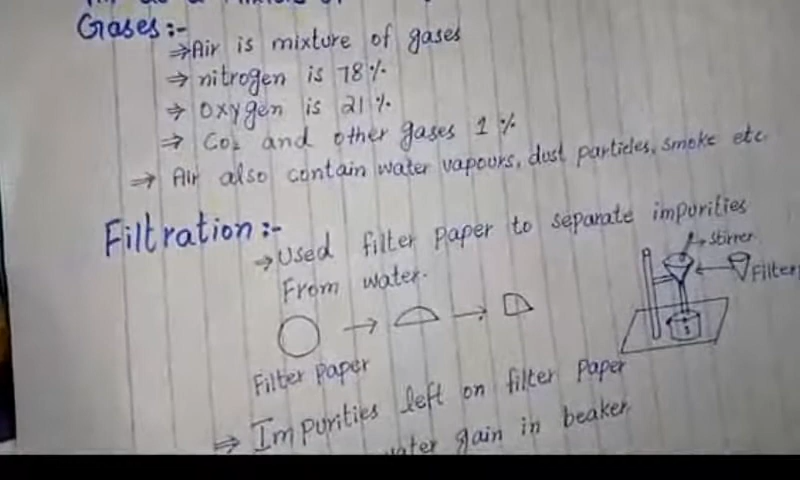 Gases:-
⇒Air is mixture of gases
⇒ nitrogen is 78%
⇒ Oxygen is 21%
⇒ CO₂ and other gases 1%
⇒ Air also contain water vapours, dust particles, smoke etc.
Filtration:-
⇒Used filter paper to separate impurities
From water.
Stirrer
Filter
Filter paper
⇒ Impurities left on filter paper
gain in beaker